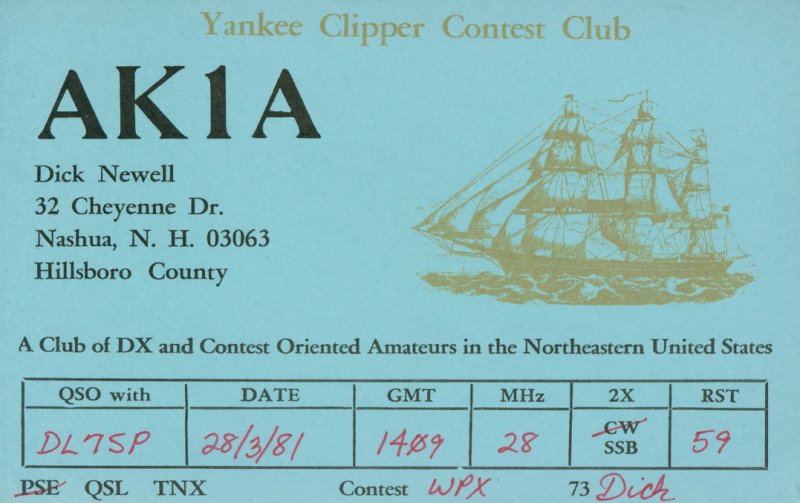 Yankee Clipper Contest Club
AK1A
Dick Newell
32 Cheyenne Dr.
Nashua, N. H. 03063
Hillsboro County
A Club of DX and Contest Oriented Amateurs in the Northeastern United States
QSO with DATE GMT MHz 2X RST
DL7SP 28/3/81 14Ø9 28 CW SSB 59
PSE QSL TNX Contest WPX 73 Dick